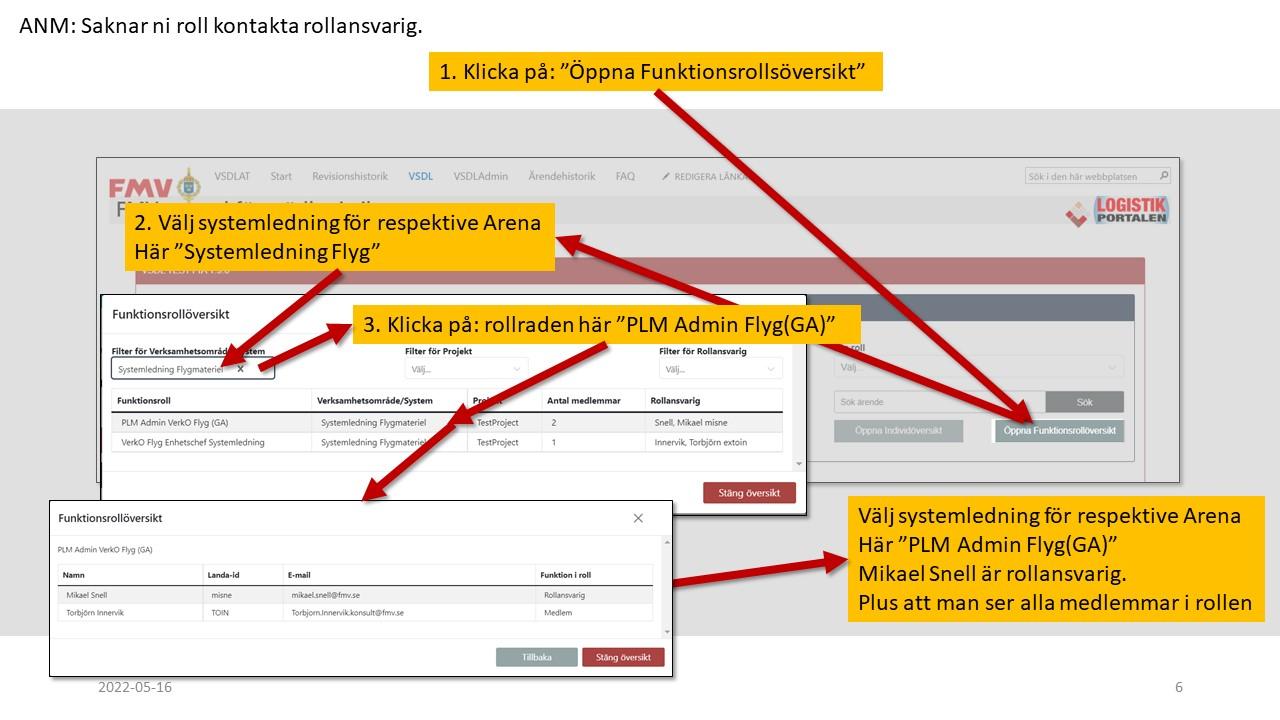 ANM: Saknar ni roll kontakta rollansvarig.
1. Klicka på: ”Öppna Funktionsrollsöversikt”
FMV
VSDLAT Start Revisionshistorik VSDL VSDLAdmin Ärendehistorik FAQ REDIGERA LÄNKA
Sök i den här webbplatsen
LOGISTIK
PORTALEN
2. Välj systemledning för respektive Arena
Här ”Systemledning Flyg”
Funktionsrollöversikt
3. Klicka på: rollraden här ”PLM Admin Flyg(GA)”
Filter för Verksamhetsområde/System Filter för Projekt Filter för Rollansvarig
Systemledning Flygmateriel X Välj... Välj...
roll
Välj...
Sök ärende Sök
Öppna Individöversikt Öppna Funktionsrollöversikt
Funktionsroll Verksamhetsområde/System Projekt Antal medlemmar Rollansvarig
PLM Admin VerkO Flyg (GA) Systemledning Flygmateriel TestProject 2 Snell, Mikael misne
VerkO Flyg Enhetschef Systemledning Systemledning Flygmateriel TestProject 1 Innervik, Torbjörn extoin
Stäng översikt
Funktionsrollöversikt
PLM Admin VerkO Flyg (GA)
Namn Landa-id E-mail Funktion i roll
Mikael Snell misne mikael.snell@fmv.se Rollansvarig
Torbjörn Innervik TOIN Torbjorn.Innervik.konsult@fmv.se Medlem
Tillbaka Stäng översikt
Välj systemledning för respektive Arena
Här ”PLM Admin Flyg(GA)”
Mikael Snell är rollansvarig.
Plus att man ser alla medlemmar i rollen
2022-05-16
6